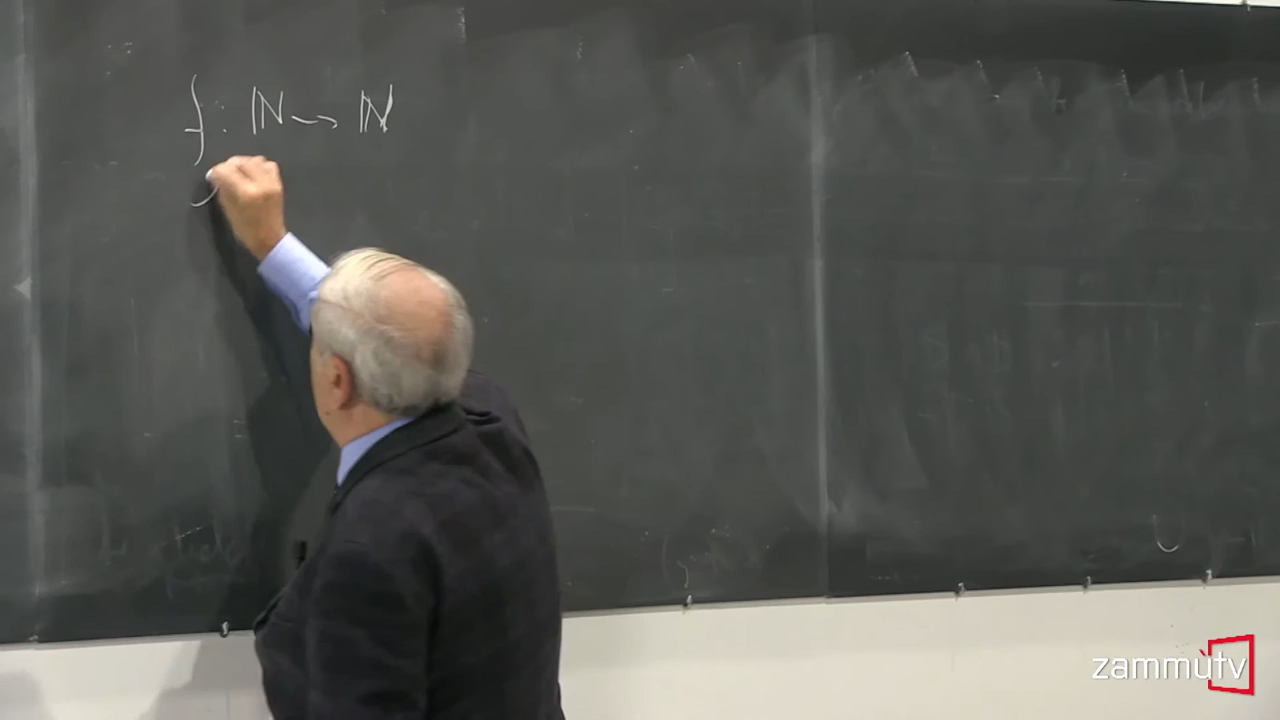 f: ℕ → ℕ
zammùtv